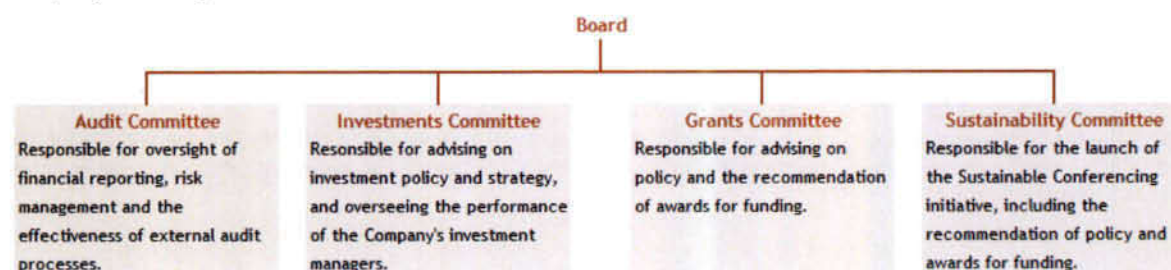 Board
Audit Committee
Responsible for oversight of
financial reporting, risk
management and the
effectiveness of external audit
processes.
Investments Committee
Resonsible for advising on
investment policy and strategy,
and overseeing the performance
of the Company's investment
managers.
Grants Committee
Responsible for advising on
policy and the recommendation
of awards for funding.
Sustainability Committee
Responsible for the launch of
the Sustainable Conferencing
initiative, including the
recommendation of policy and
awards for funding.